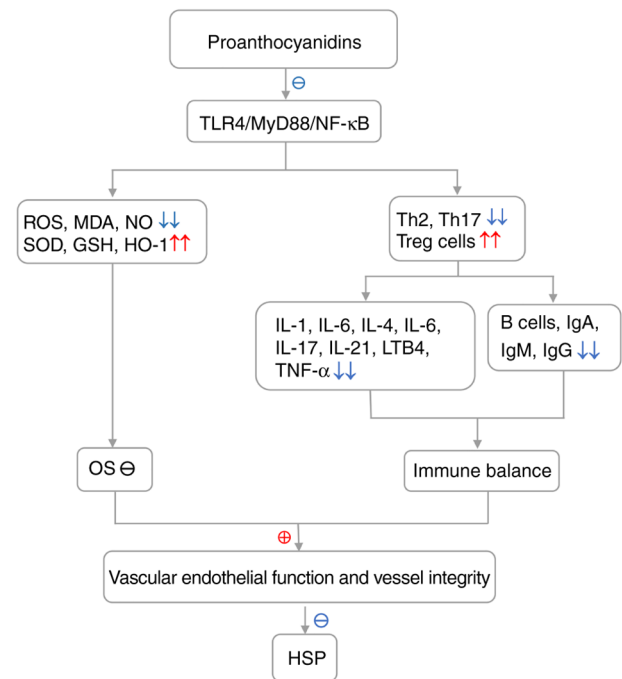 Proanthocyanidins
⊖
TLR4/MyD88/NF-κB
ROS, MDA, NO ↓↓
SOD, GSH, HO-1↑↑
Th2, Th17 ↓↓
Treg cells ↑↑
IL-1, IL-6, IL-4, IL-6,
IL-17, IL-21, LTB4,
TNF-α ↓↓
B cells, IgA,
IgM, IgG ↓↓
OS ⊖
Immune balance
⊕
Vascular endothelial function and vessel integrity
⊖
HSP